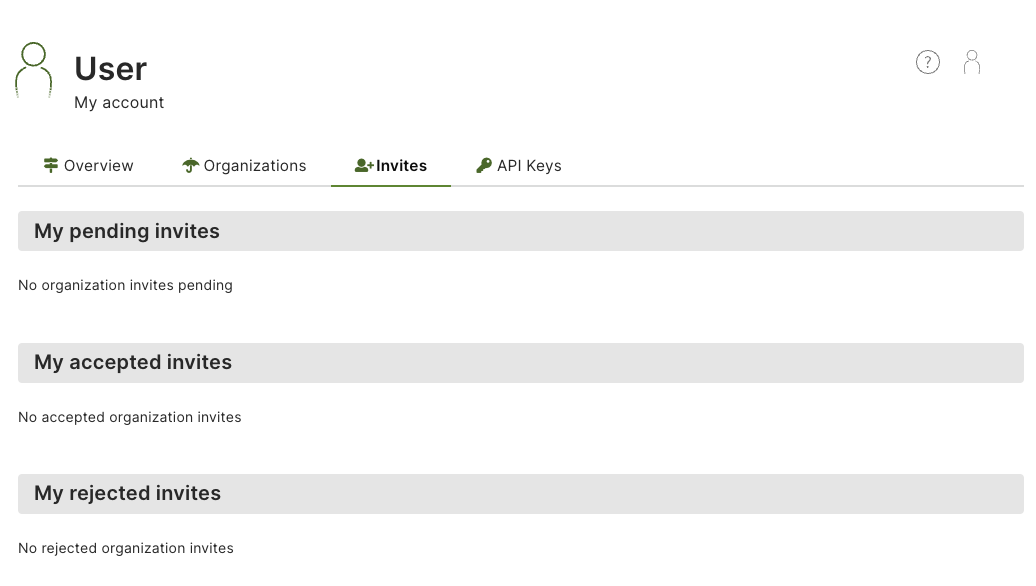 User
My account
?
Overview Organizations Invites API Keys
My pending invites
No organization invites pending
My accepted invites
No accepted organization invites
My rejected invites
No rejected organization invites